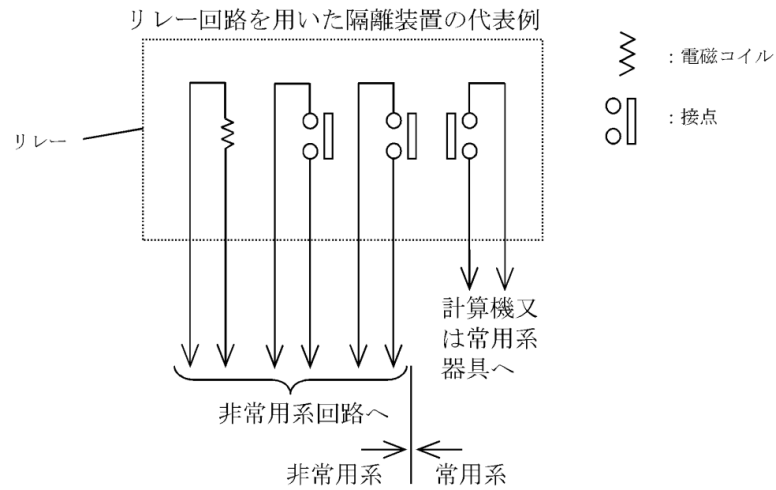 リレー回路を用いた隔離装置の代表例
：電磁コイル
：接点
リレー
計算機又
は常用系
器具へ
非常用系回路へ
非常用系
常用系